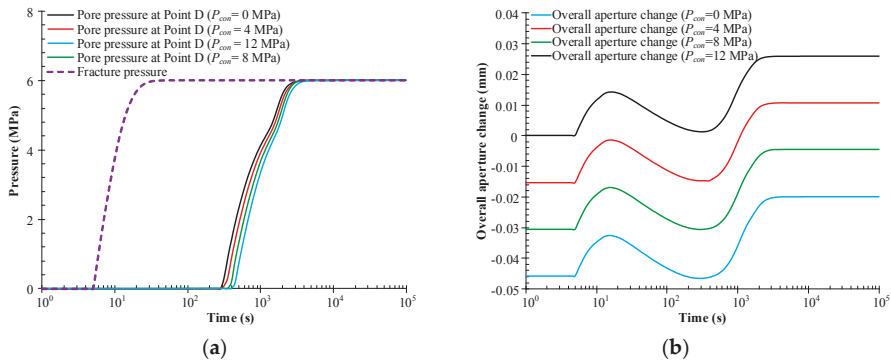 Pore pressure at Point D (Pcon= 0 MPa)
Pore pressure at Point D (Pcon= 4 MPa)
Pore pressure at Point D (Pcon= 12 MPa)
Pore pressure at Point D (Pcon= 8 MPa)
Fracture pressure
8
6
4
2
0
Pressure (MPa)
10^0
10^1
10^2
10^3
10^4
10^5
Time (s)
(a)
Overall aperture change (Pcon=0 MPa)
Overall aperture change (Pcon=4 MPa)
Overall aperture change (Pcon=8 MPa)
Overall aperture change (Pcon=12 MPa)
0.04
0.03
0.02
0.01
0
-0.01
-0.02
-0.03
-0.04
-0.05
Overall aperture change (mm)
10^0
10^1
10^2
10^3
10^4
10^5
Time (s)
(b)